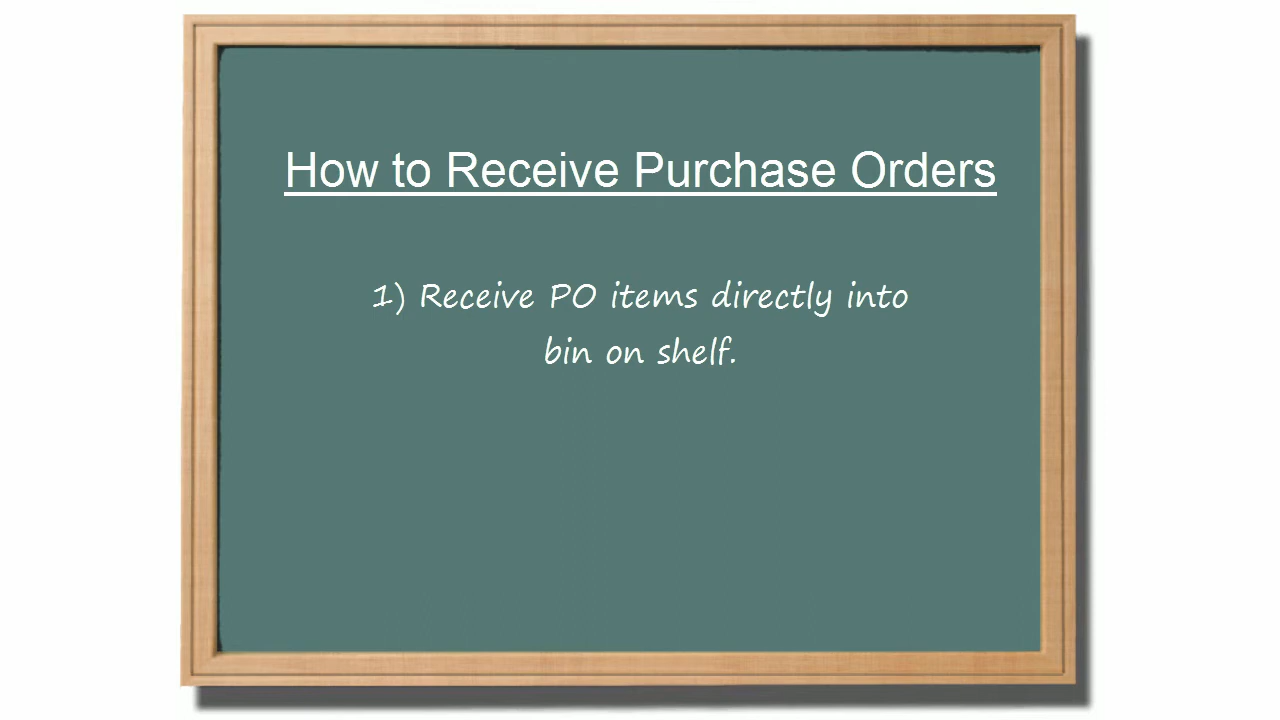 How to Receive Purchase Orders
1) Receive PO items directly into
bin on shelf.